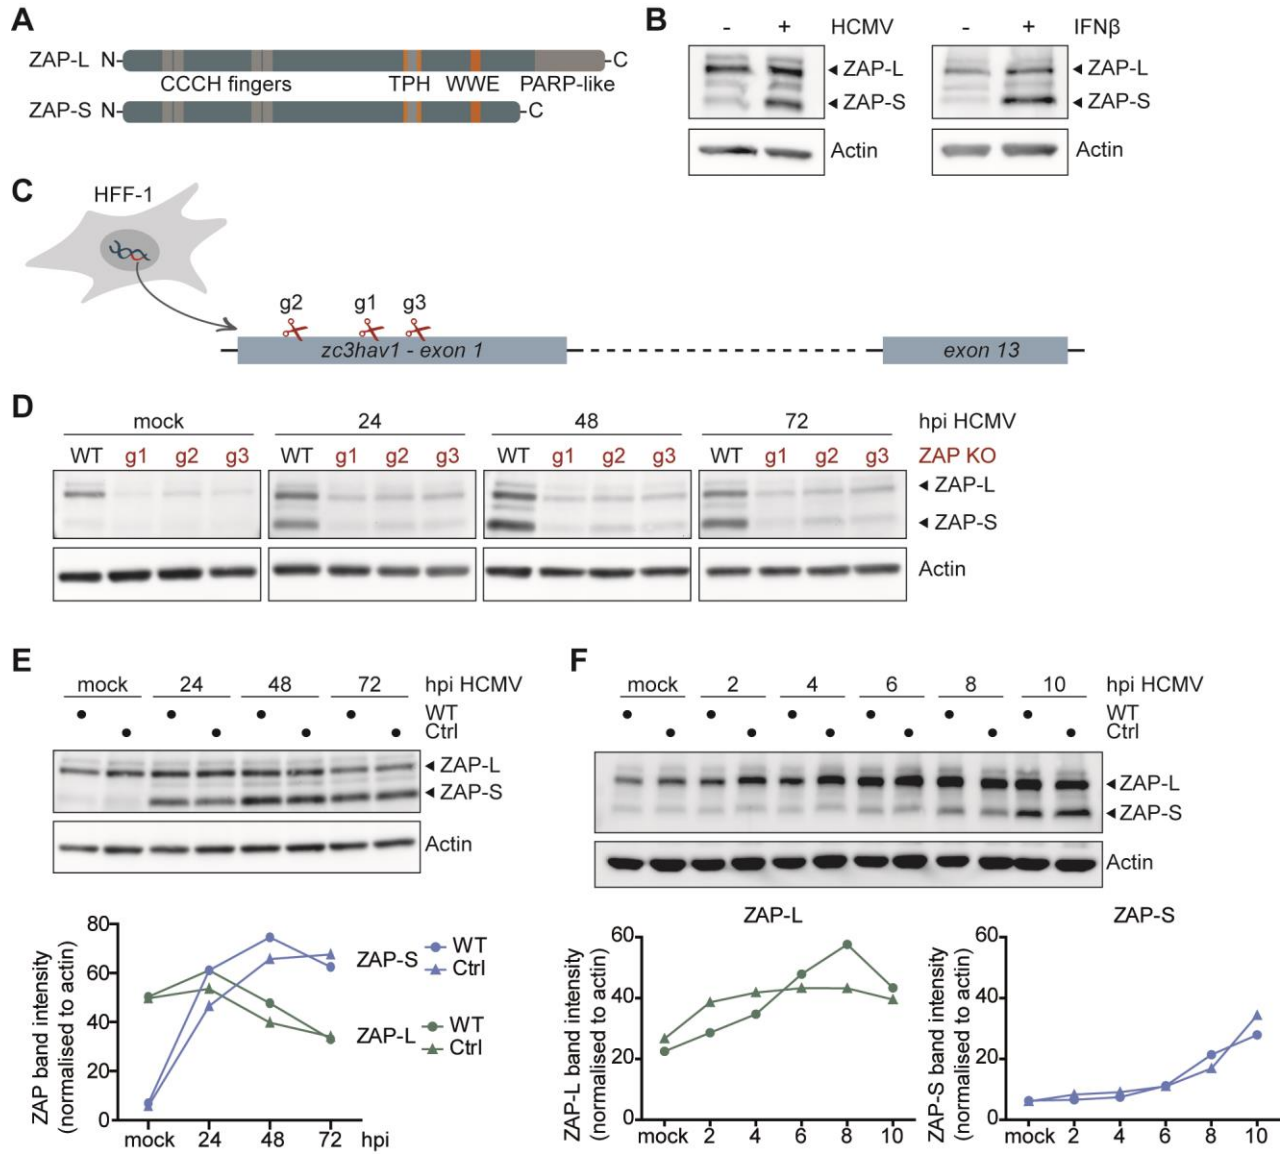 A
ZAP-L N- -C
CCCH fingers TPH WWE PARP-like
ZAP-S N- -C
B
- + HCMV
ZAP-L
ZAP-S
Actin
- + IFNβ
ZAP-L
ZAP-S
Actin
C
HFF-1
g2 g1 g3
zc3hav1 - exon 1
exon 13
D
mock 24 48 72 hpi HCMV
WT g1 g2 g3 WT g1 g2 g3 WT g1 g2 g3 WT g1 g2 g3 ZAP KO
ZAP-L
ZAP-S
Actin
E
mock 24 48 72 hpi HCMV
WT
Ctrl
ZAP-L
ZAP-S
Actin
ZAP band intensity
(normalised to actin)
80
60
40
20
0
mock 24 48 72 hpi
ZAP-S WT
Ctrl
ZAP-L WT
Ctrl
F
mock 2 4 6 8 10 hpi HCMV
WT
Ctrl
ZAP-L
ZAP-S
Actin
ZAP-L
ZAP-L band intensity
(normalised to actin)
60
40
20
0
mock 2 4 6 8 10
ZAP-S
ZAP-S band intensity
(normalised to actin)
60
40
20
0
mock 2 4 6 8 10